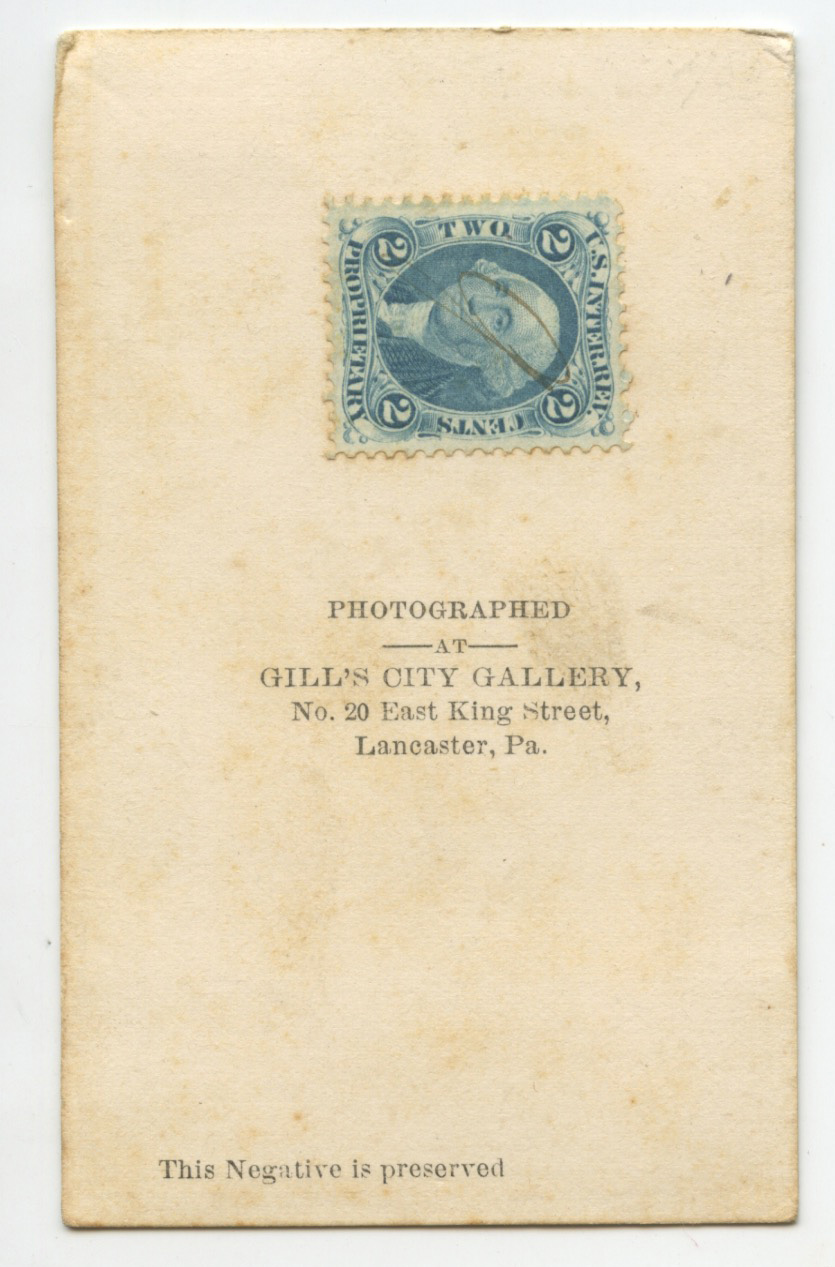 U.S. INTER. REV.
2 TWO 2
2 CENTS 2
PROPRIETARY
PHOTOGRAPHED
AT
GILL'S CITY GALLERY,
No. 20 East King Street,
Lancaster, Pa.
This Negative is preserved